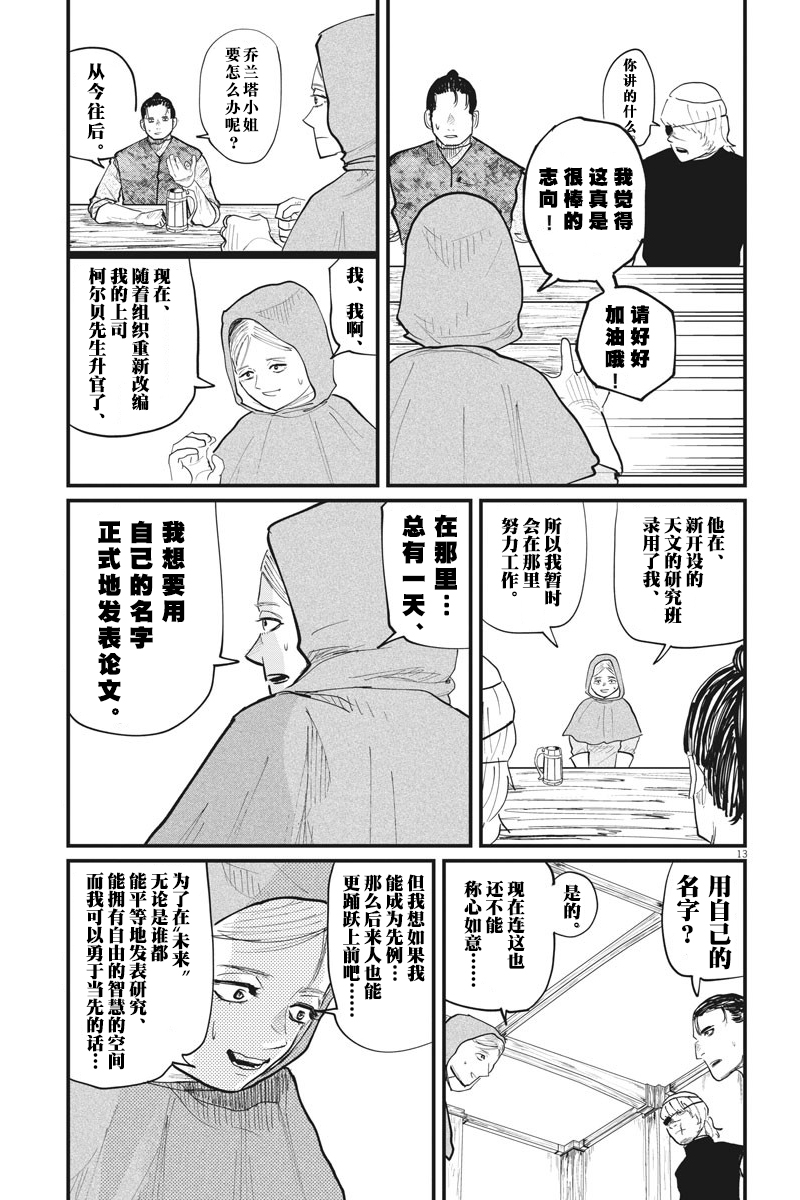 你讲的什么。
我觉得
这真是
很棒的
志向！
请好好
加油哦！
乔兰塔小姐
要怎么办呢？
从今往后。
我、我啊、
现在、
随着组织重新改编
我的上司
柯尔贝先生升官了、
他在、
新开设的
天文的研究班
录用了我、
所以我暂时
会在那里
努力工作。
在那里…
总有一天、
我想要用
自己的名字
正式地发表论文。
13
用自己的
名字？
是的。
现在连这也
还不能
称心如意……
但我想如果我
能成为先例…
那么后来人也能
更踊跃上前吧……
为了在“未来”
无论是谁都
能平等地发表研究、
能拥有自由的智慧的空间
而我可以勇于当先的话…